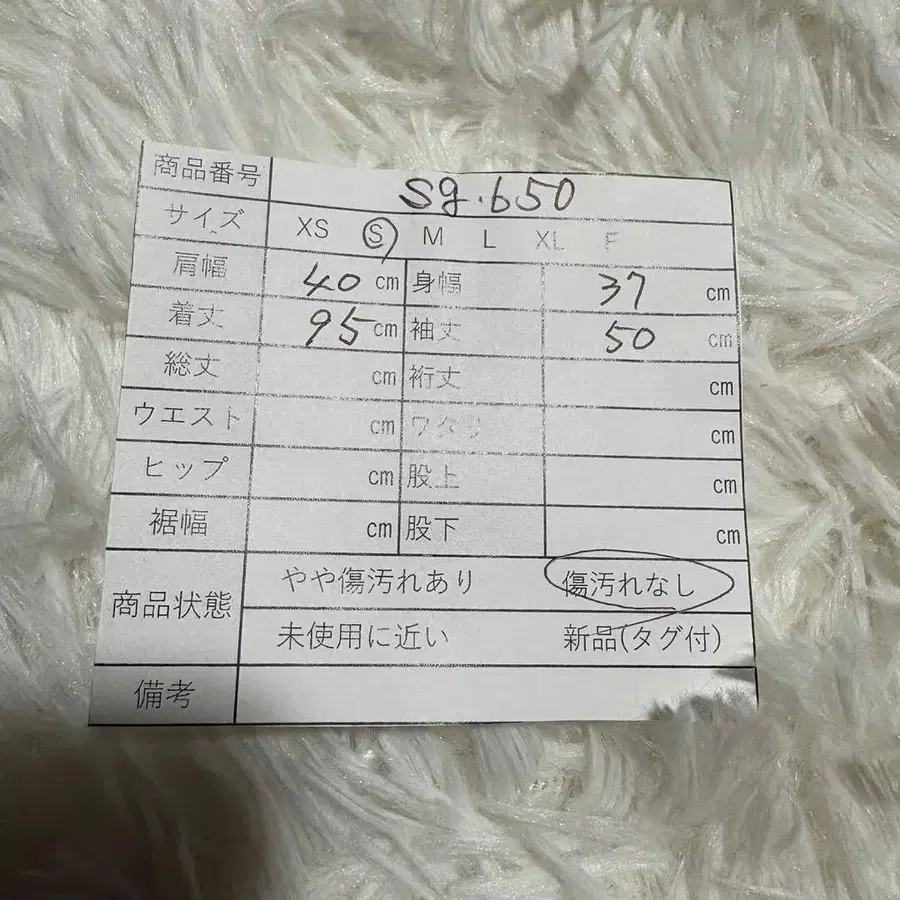 商品番号 sg.650
サイズ XS S M L XL F
肩幅 40 cm 身幅 37 cm
着丈 95 cm 袖丈 50 cm
総丈 cm 裄丈 cm
ウエスト cm ワタリ cm
ヒップ cm 股上 cm
裾幅 cm 股下 cm
商品状態 やや傷汚れあり 傷汚れなし
未使用に近い 新品(タグ付)
備考